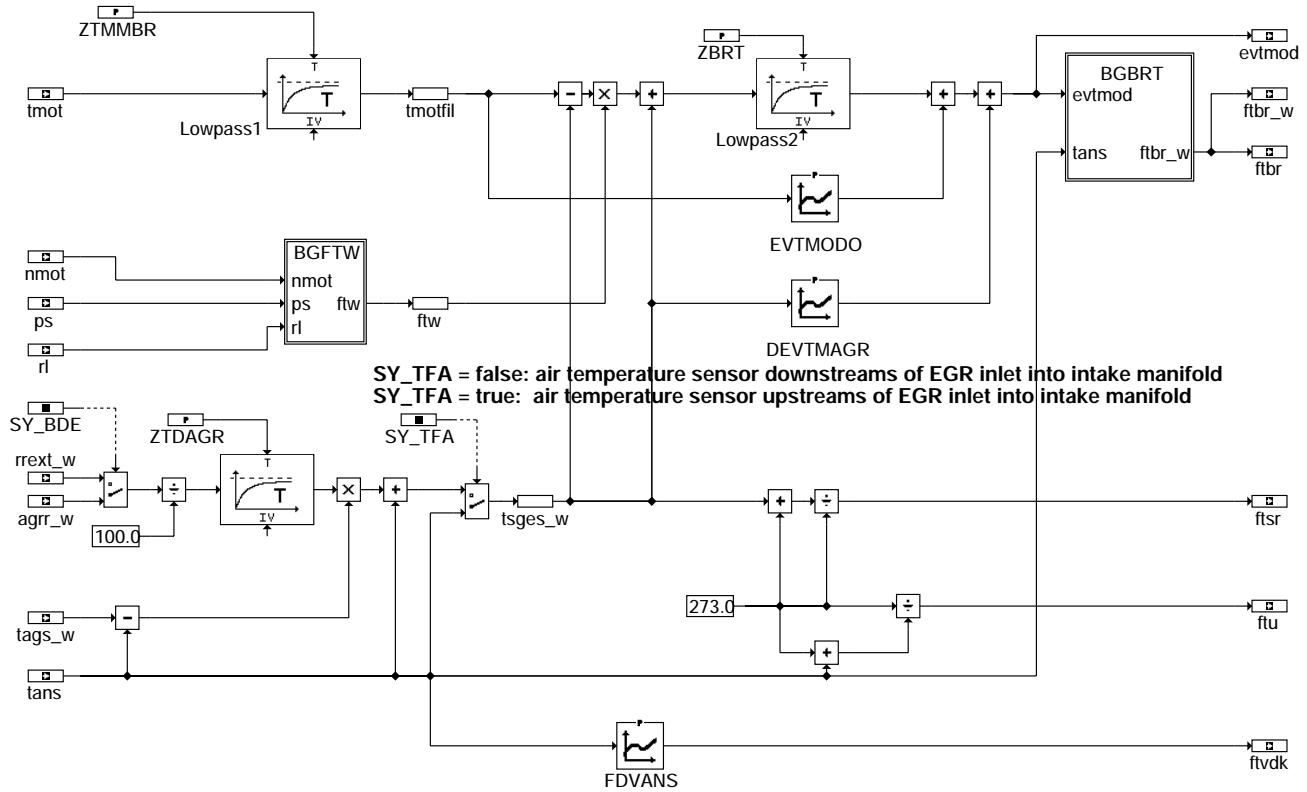 P
ZTMMBR
P
ZBRT
evtmod
T
T
IV
Lowpass1
tmot
tmotfil
-
×
+
T
T
IV
Lowpass2
+
+
BGBRT
evtmod
tans
ftbr_w
ftbr_w
ftbr
P
EVTMODO
nmot
ps
rl
BGFTW
nmot
ps
rl
ftw
ftw
P
DEVTMAGR
SY_TFA = false: air temperature sensor downstreams of EGR inlet into intake manifold
SY_TFA = true: air temperature sensor upstreams of EGR inlet into intake manifold
SY_BDE
P
ZTDAGR
SY_TFA
rrext_w
agrr_w
÷
100.0
T
T
IV
×
+
tsges_w
+
÷
ftsr
273.0
÷
ftu
tags_w
-
+
tans
P
FDVANS
ftvdk